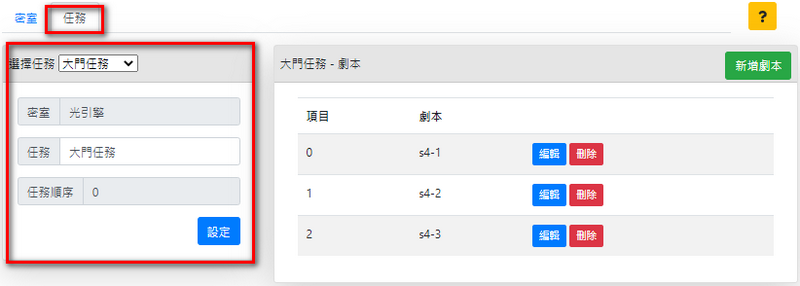 密室 任務 ?
選擇任務 大門任務
密室 光引擎
任務 大門任務
任務順序 0
設定
大門任務 - 劇本 新增劇本
項目 劇本
0 s4-1 編輯 刪除
1 s4-2 編輯 刪除
2 s4-3 編輯 刪除